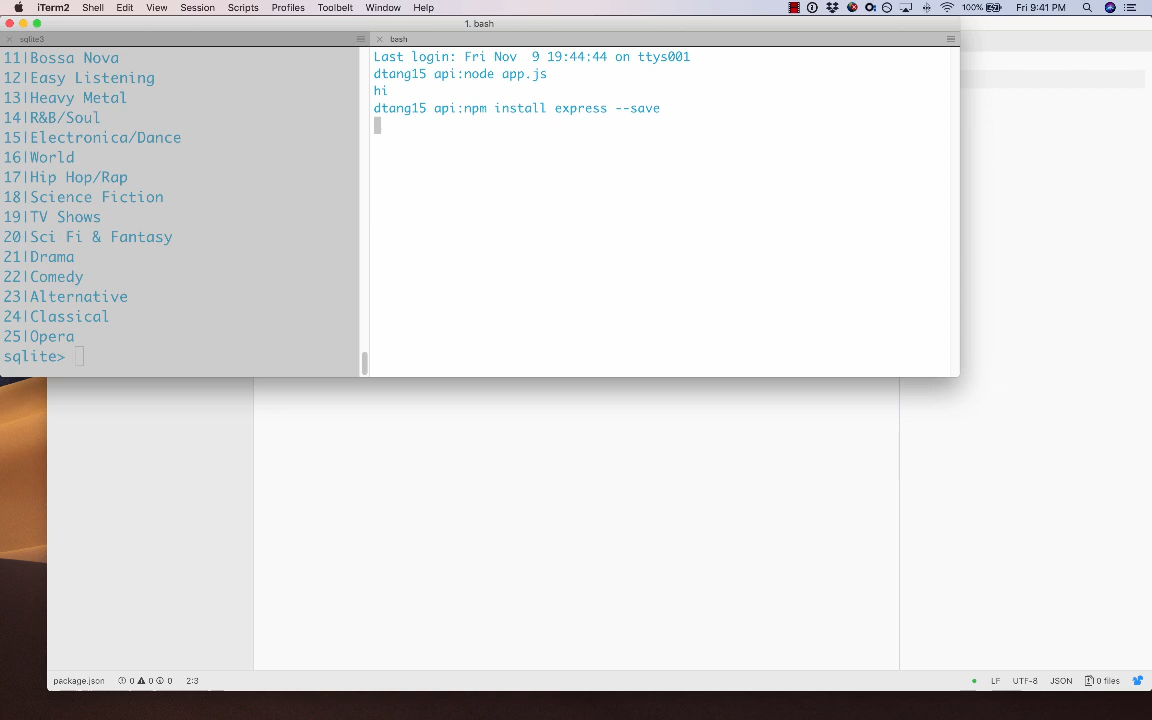 iTerm2 Shell Edit View Session Scripts Profiles Toolbelt Window Help 100% Fri 9:41 PM
1. bash
sqlite3
bash
11|Bossa Nova
12|Easy Listening
13|Heavy Metal
14|R&B/Soul
15|Electronica/Dance
16|World
17|Hip Hop/Rap
18|Science Fiction
19|TV Shows
20|Sci Fi & Fantasy
21|Drama
22|Comedy
23|Alternative
24|Classical
25|Opera
sqlite>
Last login: Fri Nov  9 19:44:44 on ttys001
dtang15 api:node app.js
hi
dtang15 api:npm install express --save
package.json 0 0 0 2:3 LF UTF-8 JSON 0 files